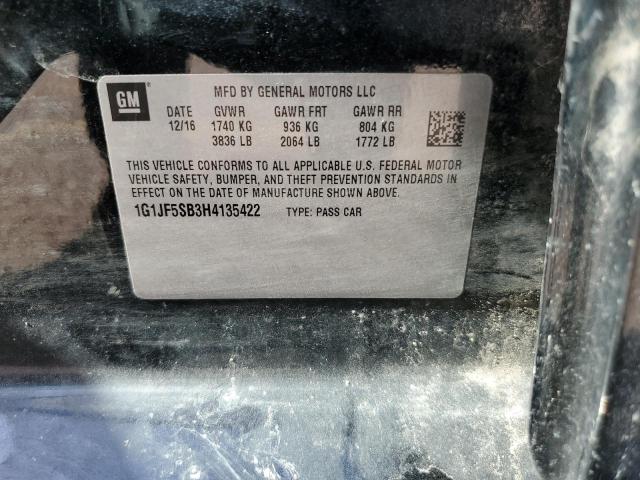 GM
MFD BY GENERAL MOTORS LLC
DATE GVWR GAWR FRT GAWR RR
12/16 1740 KG 936 KG 804 KG
3836 LB 2064 LB 1772 LB
THIS VEHICLE CONFORMS TO ALL APPLICABLE U.S. FEDERAL MOTOR
VEHICLE SAFETY, BUMPER, AND THEFT PREVENTION STANDARDS IN
EFFECT ON THE DATE OF MANUFACTURE SHOWN ABOVE.
1G1JF5SB3H4135422 TYPE: PASS CAR